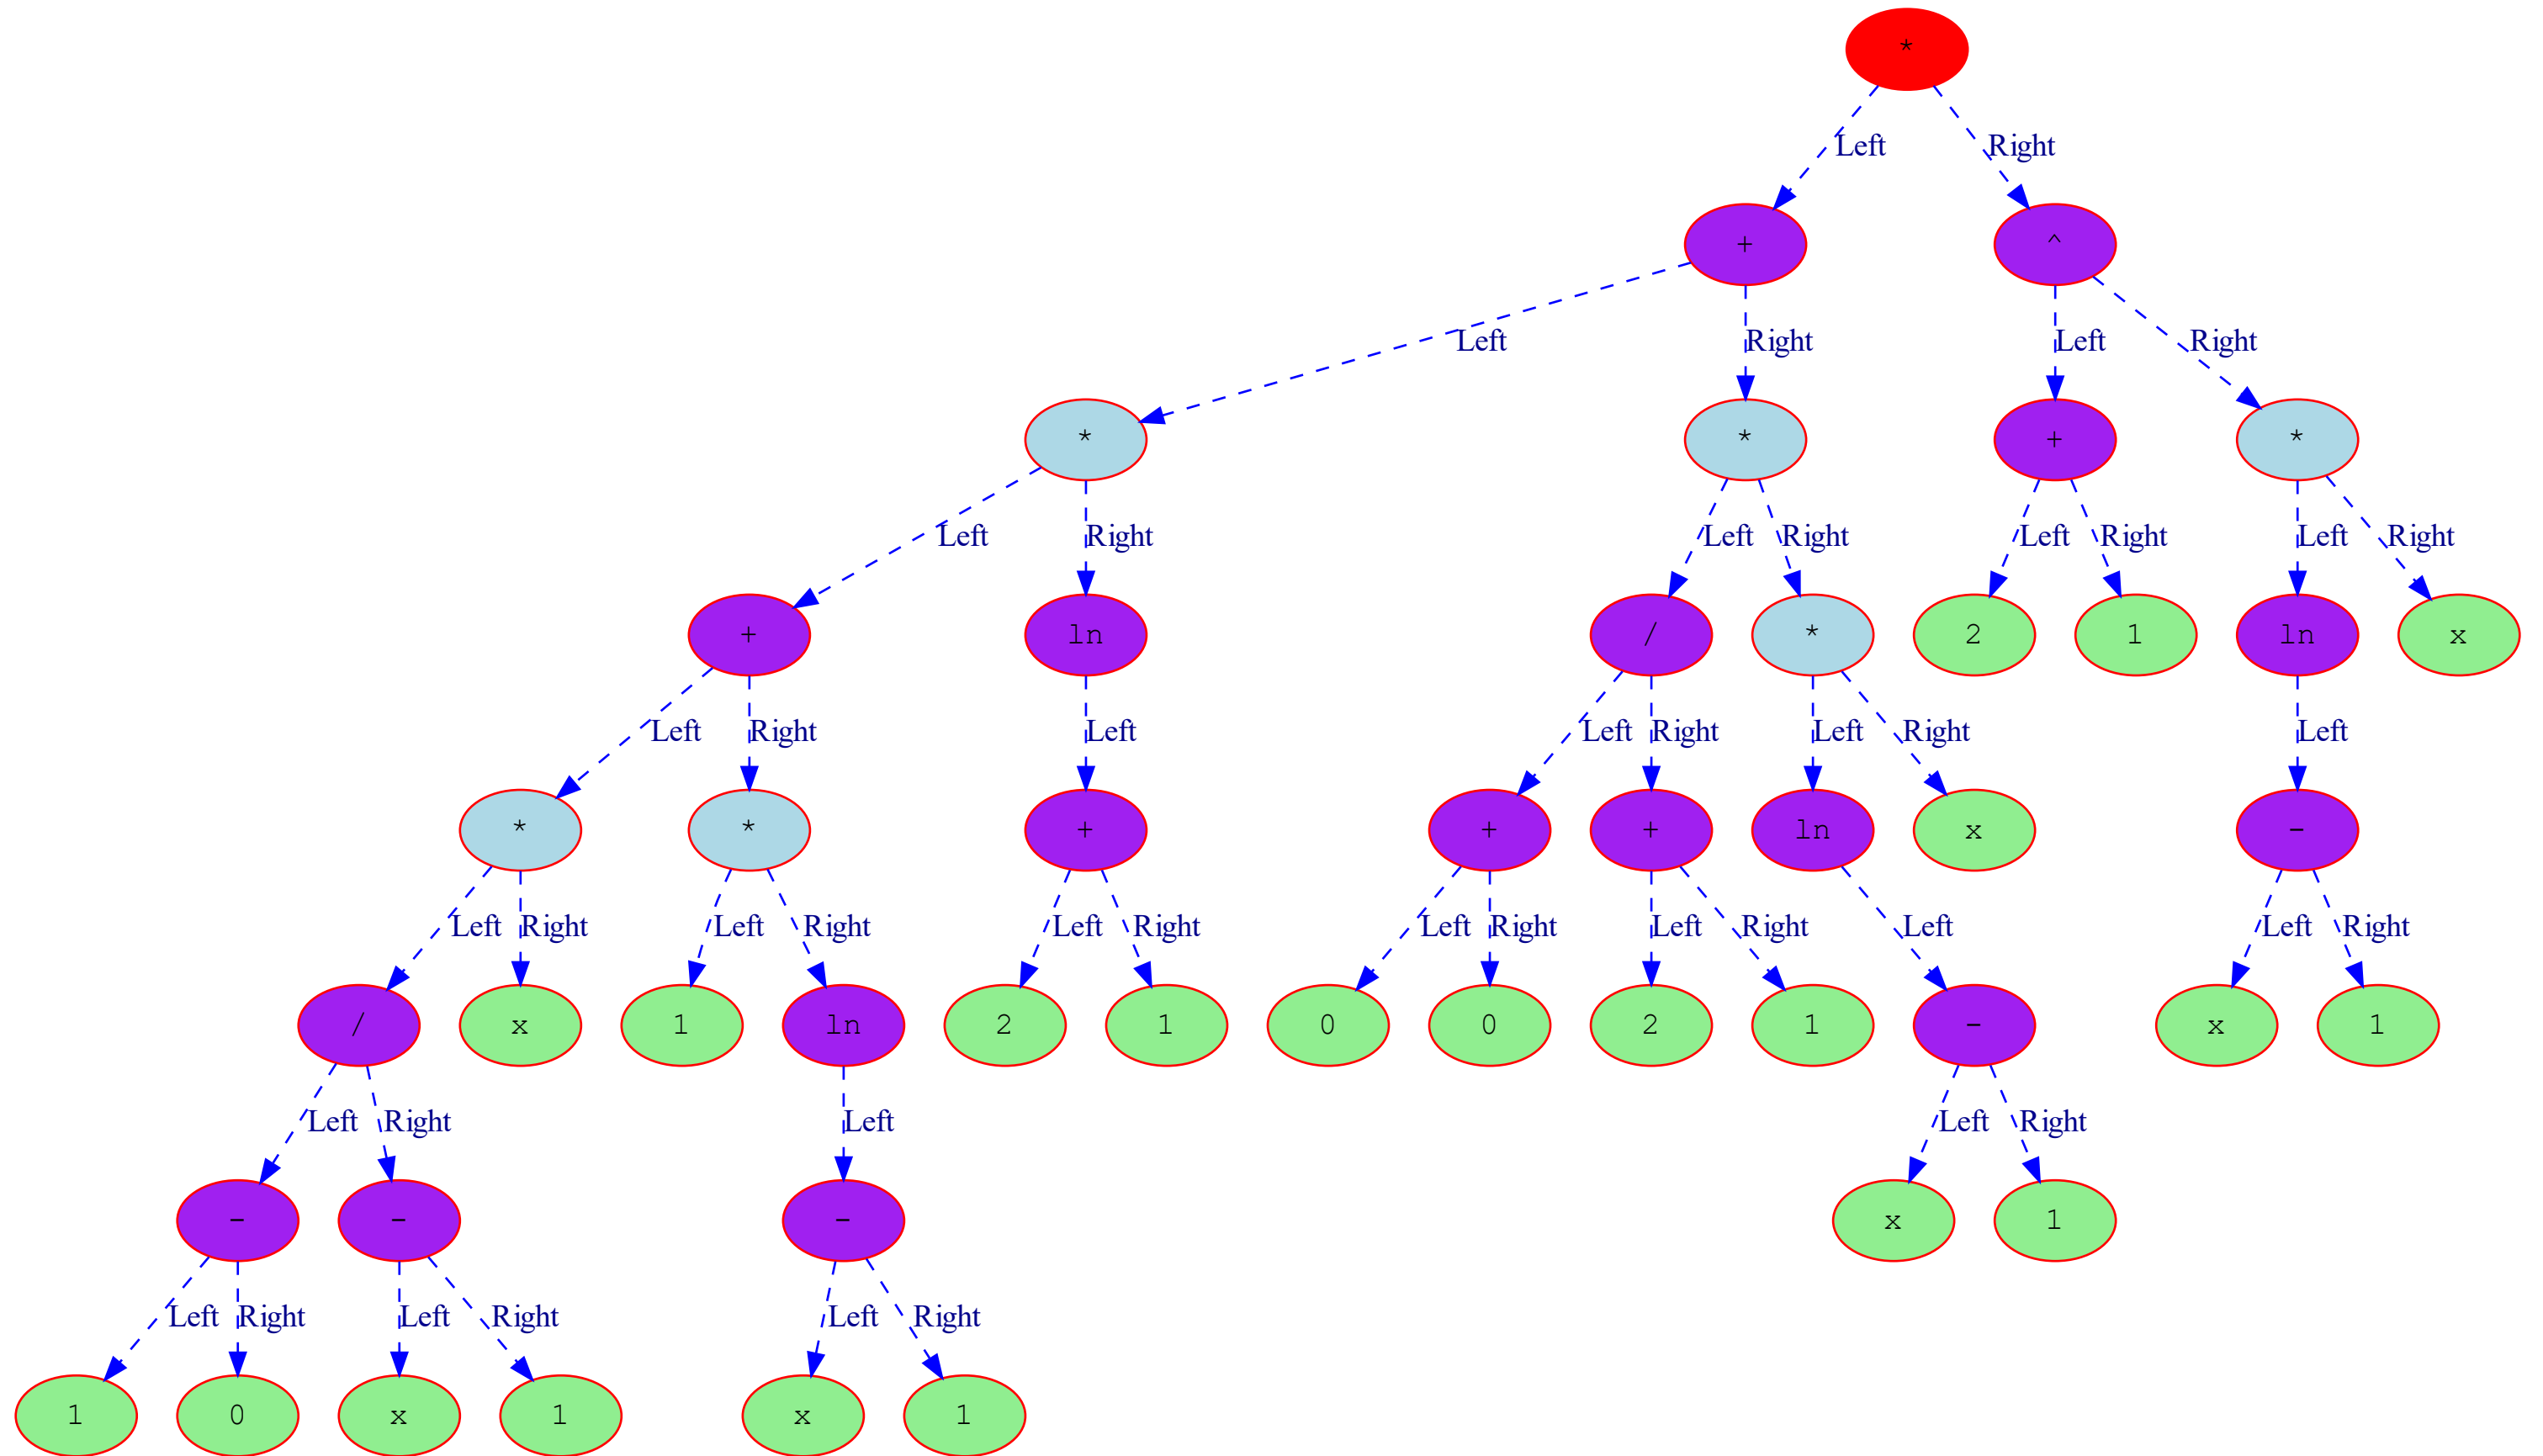 *
Left Right
+ ^
Left Right Left Right
* * + *
Left Right Left Right Left Right Left Right
+ ln / * 2 1 ln x
Left Right Left Left Right Left Right Left
* * + + + ln x -
Left Right Left Right Left Right Left Right Left Right Left Left Right
/ x 1 ln 2 1 0 0 2 1 - x 1
Left Right Left Left Right
- - - x 1
Left Right Left Right Left Right
1 0 x 1 x 1